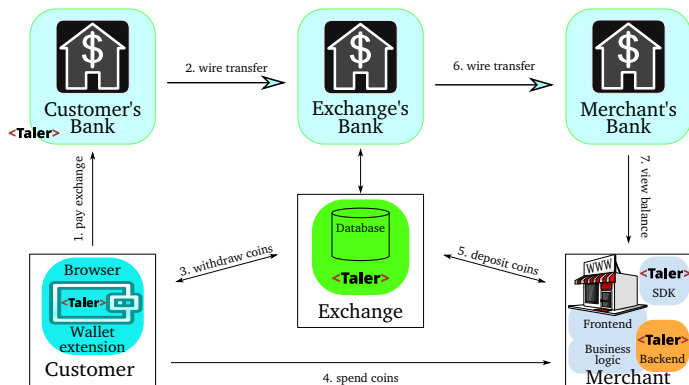 $
$
$
Customer's
Bank
<Taler>
2. wire transfer
Exchange's
Bank
6. wire transfer
Merchant's
Bank
1. pay exchange
7. view balance
3. withdraw coins
Database
<Taler>
Exchange
5. deposit coins
Browser
<Taler>
Wallet
extension
Customer
4. spend coins
WWW
<Taler>
SDK
Frontend
Business
logic
<Taler>
Backend
Merchant